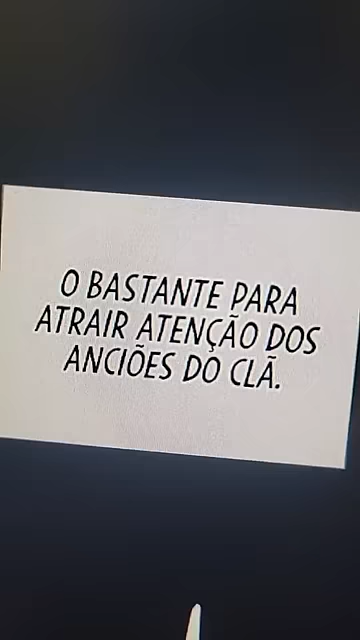 O BASTANTE PARA
ATRAIR ATENÇÃO DOS
ANCIÕES DO CLÃ.